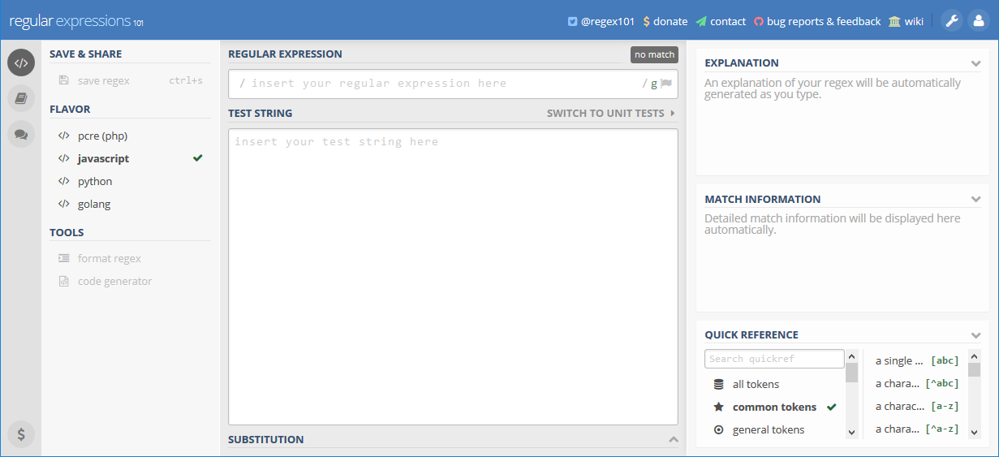 regular expressions 101
@regex101
$ donate
contact
bug reports & feedback
wiki
SAVE & SHARE
save regex ctrl+s
FLAVOR
</> pcre (php)
</> javascript
</> python
</> golang
TOOLS
format regex
code generator
$
REGULAR EXPRESSION
no match
/ insert your regular expression here / g
TEST STRING
SWITCH TO UNIT TESTS
insert your test string here
SUBSTITUTION
EXPLANATION
An explanation of your regex will be automatically
generated as you type.
MATCH INFORMATION
Detailed match information will be displayed here
automatically.
QUICK REFERENCE
Search quickref
all tokens
common tokens
general tokens
a single ... [abc]
a chara... [^abc]
a charac... [a-z]
a chara... [^a-z]